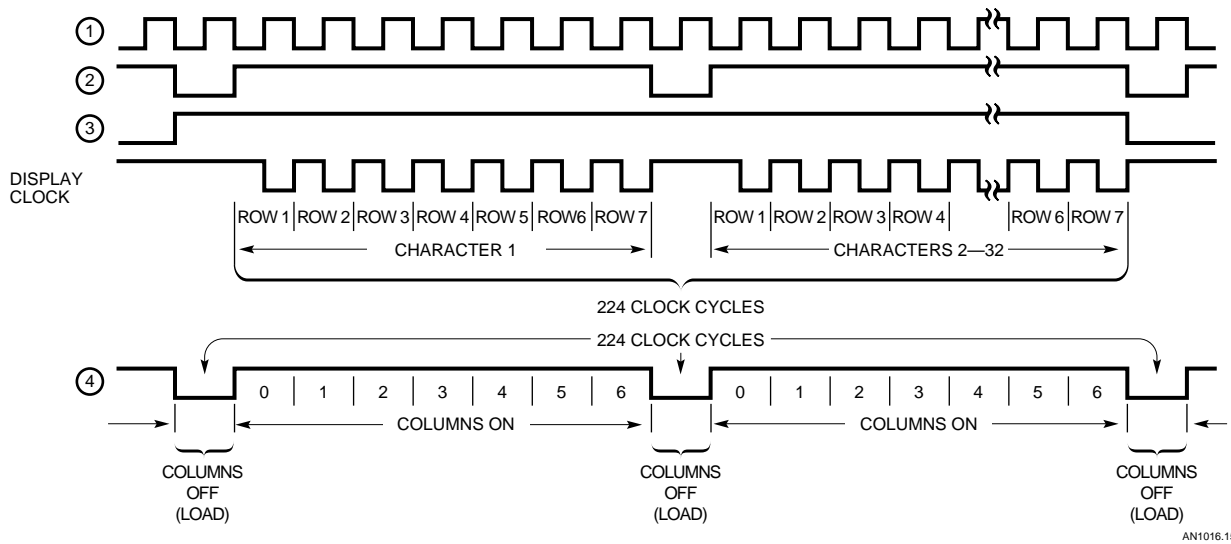 1
2
3
DISPLAY
CLOCK
ROW 1 ROW 2 ROW 3 ROW 4 ROW 5 ROW6 ROW 7 ROW 1 ROW 2 ROW 3 ROW 4 ROW 6 ROW 7
CHARACTER 1 CHARACTERS 2—32
224 CLOCK CYCLES
224 CLOCK CYCLES
4
0 1 2 3 4 5 6 0 1 2 3 4 5 6
COLUMNS ON COLUMNS ON
COLUMNS COLUMNS COLUMNS
OFF OFF OFF
(LOAD) (LOAD) (LOAD)